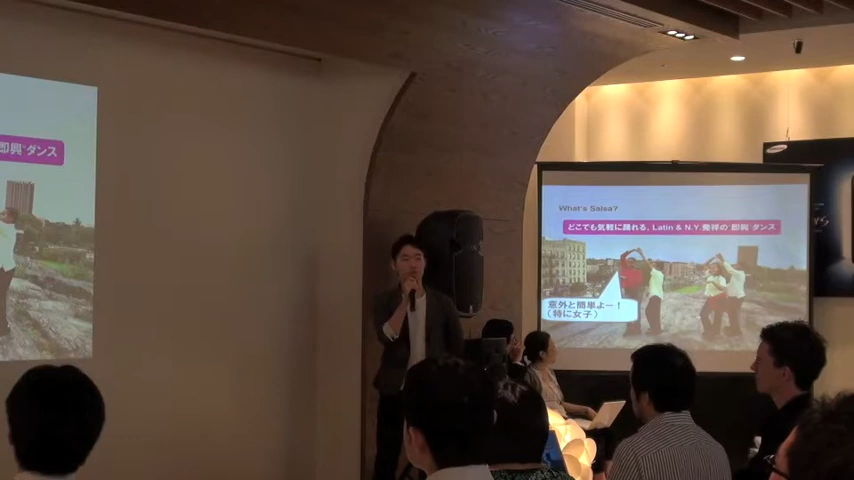 即興"ダンス
What's Salsa?
どこでも気軽に踊れる、Latin & N.Y.発祥の"即興"ダンス
意外と簡単よー！
（特に女子）